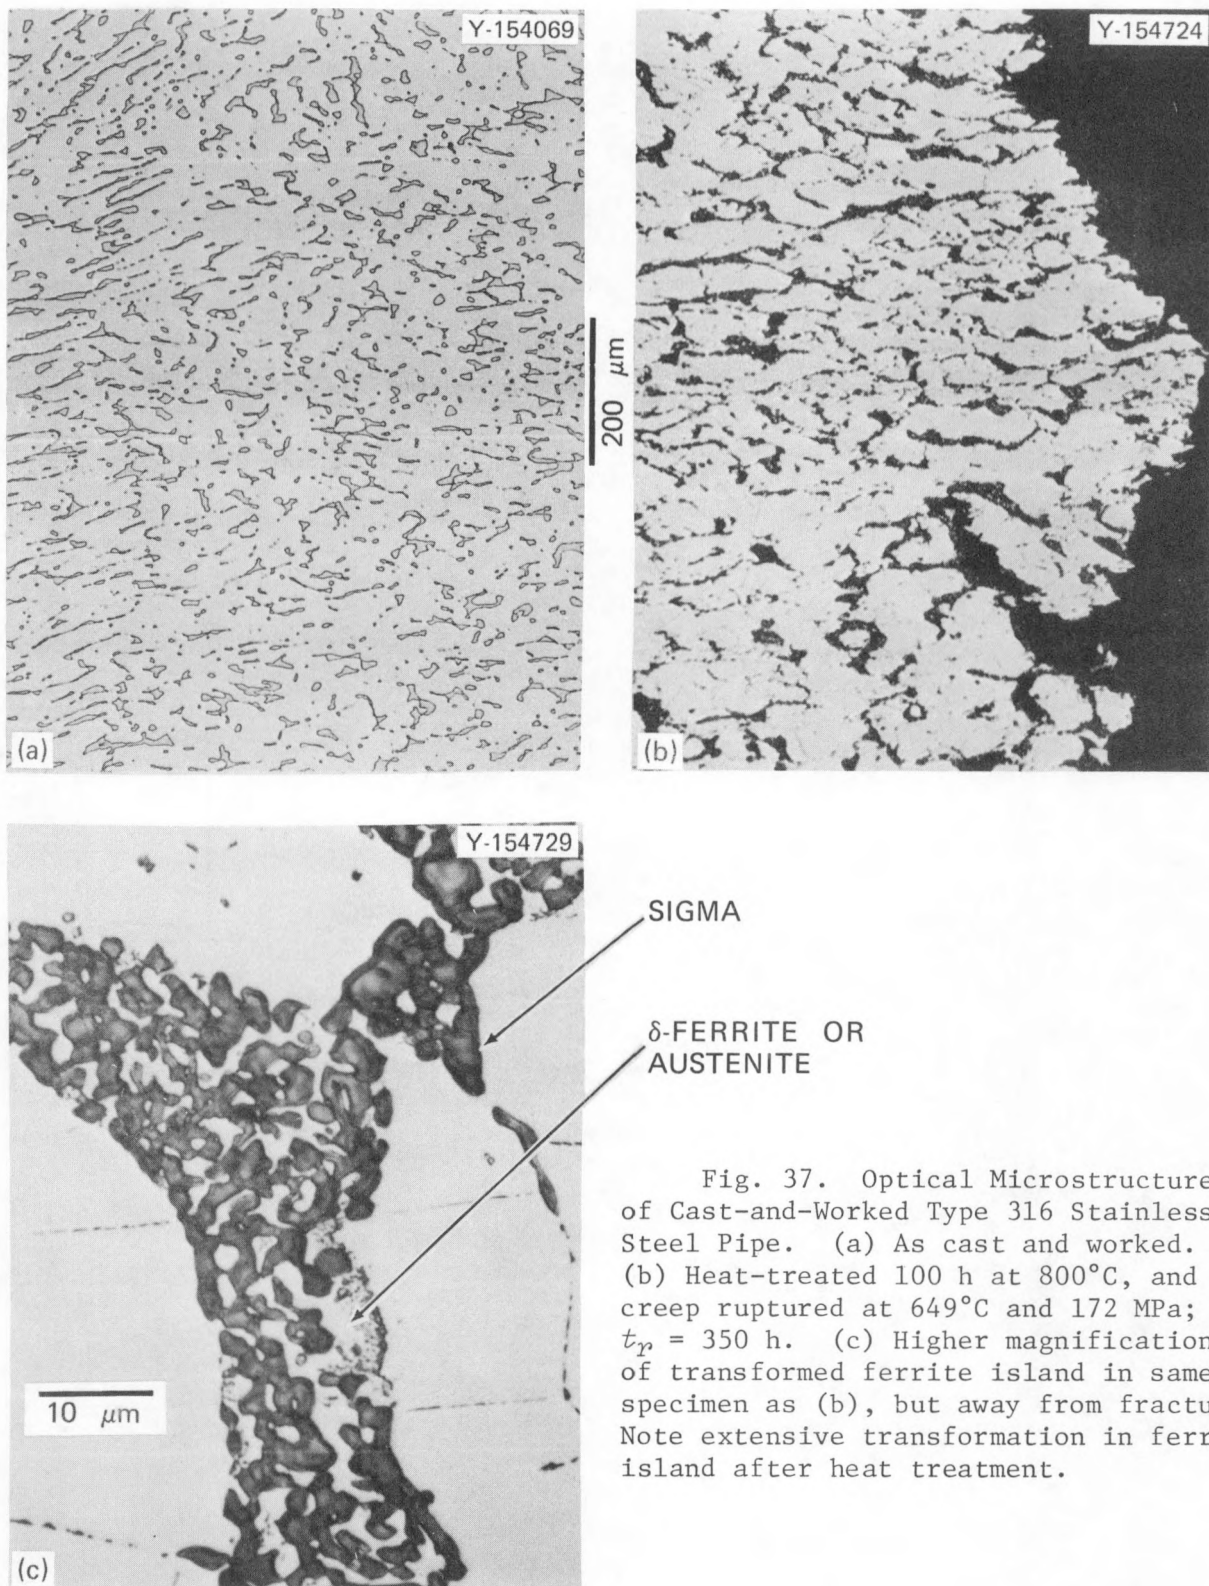 Y-154069
Y-154724
200 μm
(a)
(b)
Y-154729
SIGMA
δ-FERRITE OR
AUSTENITE
10 μm
(c)
Fig. 37. Optical Microstructure
of Cast-and-Worked Type 316 Stainless
Steel Pipe. (a) As cast and worked.
(b) Heat-treated 100 h at 800°C, and
creep ruptured at 649°C and 172 MPa;
tr = 350 h. (c) Higher magnification
of transformed ferrite island in same
specimen as (b), but away from fractu
Note extensive transformation in ferr
island after heat treatment.